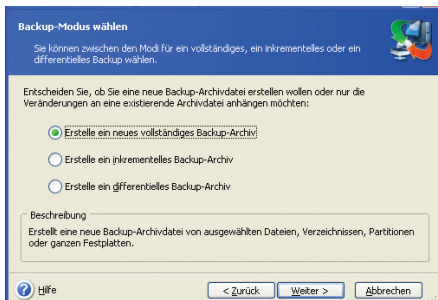 Backup-Modus wählen
Sie können zwischen den Modi für ein vollständiges, ein inkrementelles oder ein
differentielles Backup wählen.
Entscheiden Sie, ob Sie eine neue Backup-Archivdatei erstellen wollen oder nur die
Veränderungen an eine existierende Archivdatei anhängen möchten:
Erstelle ein neues vollständiges Backup-Archiv
Erstelle ein inkrementelles Backup-Archiv
Erstelle ein differentielles Backup-Archiv
Beschreibung
Erstellt eine neue Backup-Archivdatei von ausgewählten Dateien, Verzeichnissen, Partitionen
oder ganzen Festplatten.
Hilfe
< Zurück
Weiter >
Abbrechen